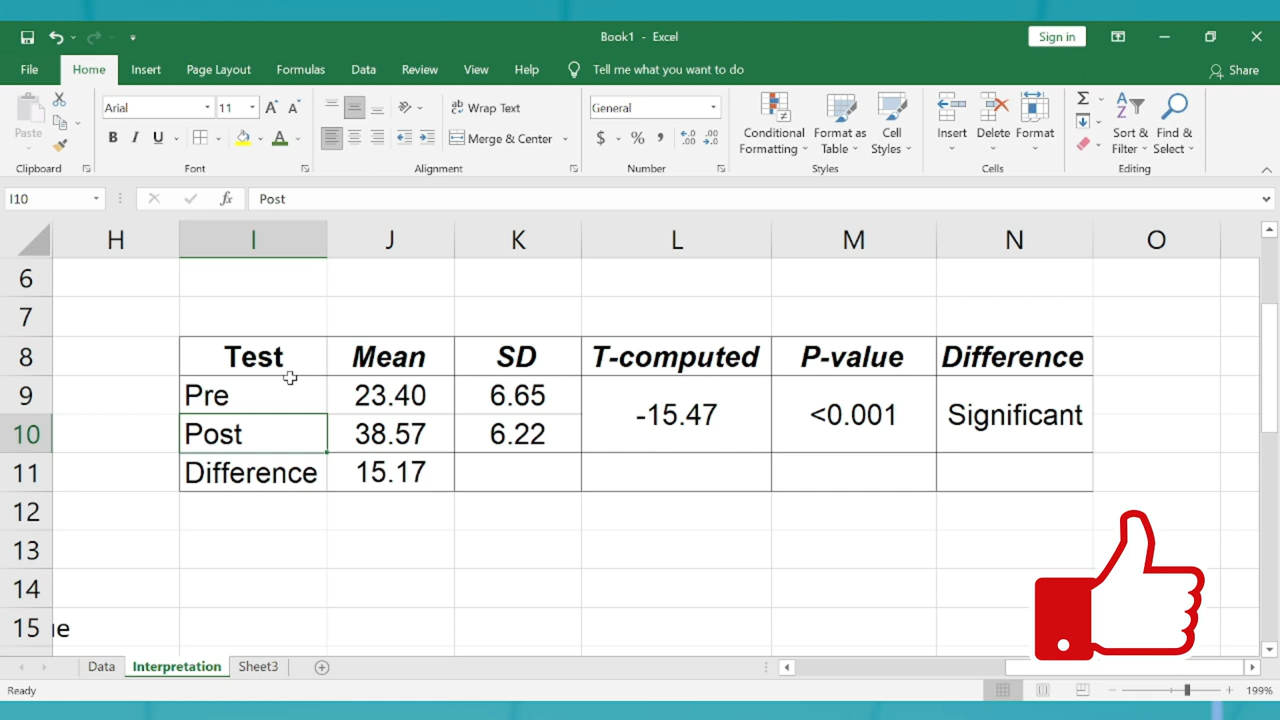 Book1 - Excel
Sign in
File Home Insert Page Layout Formulas Data Review View Help Tell me what you want to do Share
Paste
Arial 11
Wrap Text
General
B I U
Merge & Center
$ % ,
Conditional Formatting
Format as Table
Cell Styles
Insert Delete Format
Sort & Filter
Find & Select
Clipboard Font Alignment Number Styles Cells Editing
I10 fx Post
H I J K L M N O
6
7
8 Test Mean SD T-computed P-value Difference
9 Pre 23.40 6.65 -15.47 <0.001 Significant
10 Post 38.57 6.22
11 Difference 15.17
12
13
14
15 ue
Data Interpretation Sheet3
Ready 199%